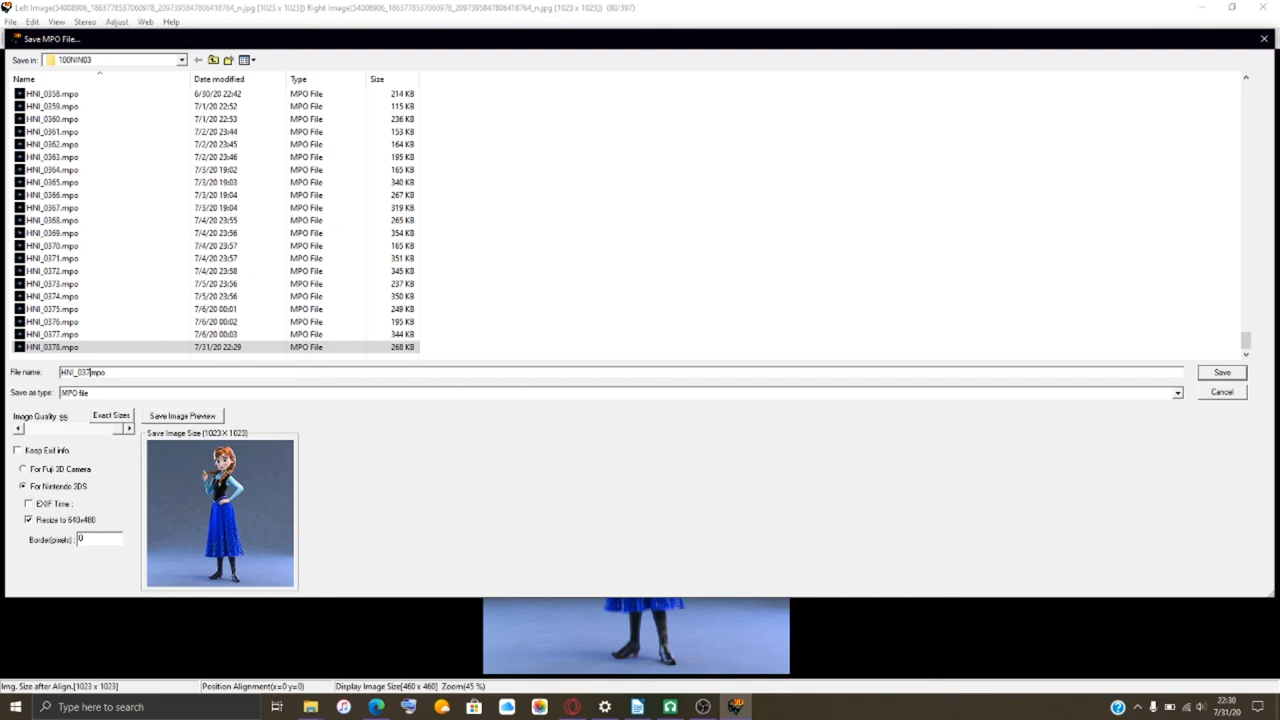 Left Image(54008906_1863778537060978_2097395847806418764_n.jpg [1023 x 1023]) Right Image(54008906_1863778537060978_2097395847806418764_n.jpg [1023 x 1023]) (80/397)
File Edit View Stereo Adjust Web Help
Save MPO File...
Save in: 100NIN03
Name Date modified Type Size
HNI_0358.mpo 6/30/20 22:42 MPO File 214 KB
HNI_0359.mpo 7/1/20 22:52 MPO File 115 KB
HNI_0360.mpo 7/1/20 22:53 MPO File 236 KB
HNI_0361.mpo 7/2/20 23:44 MPO File 153 KB
HNI_0362.mpo 7/2/20 23:45 MPO File 164 KB
HNI_0363.mpo 7/2/20 23:46 MPO File 195 KB
HNI_0364.mpo 7/3/20 19:02 MPO File 165 KB
HNI_0365.mpo 7/3/20 19:03 MPO File 340 KB
HNI_0366.mpo 7/3/20 19:04 MPO File 267 KB
HNI_0367.mpo 7/3/20 19:04 MPO File 319 KB
HNI_0368.mpo 7/4/20 23:55 MPO File 265 KB
HNI_0369.mpo 7/4/20 23:56 MPO File 354 KB
HNI_0370.mpo 7/4/20 23:57 MPO File 165 KB
HNI_0371.mpo 7/4/20 23:57 MPO File 351 KB
HNI_0372.mpo 7/4/20 23:58 MPO File 345 KB
HNI_0373.mpo 7/5/20 23:56 MPO File 237 KB
HNI_0374.mpo 7/5/20 23:56 MPO File 350 KB
HNI_0375.mpo 7/6/20 00:01 MPO File 249 KB
HNI_0376.mpo 7/6/20 00:02 MPO File 195 KB
HNI_0377.mpo 7/6/20 00:03 MPO File 344 KB
HNI_0378.mpo 7/31/20 22:29 MPO File 268 KB
File name: HNI_037mpo Save
Save as type: MPO file Cancel
Image Quality 99 Exact Sizes Save Image Preview
Save Image Size (1023×1023)
Keep Exif info.
For Fuji 3D Camera
For Nintendo 3DS
EXIF Time :
Resize to 640x480
Border(pixels) : 0
Img. Size after Align.[1023 x 1023] Position Alignment(x=0 y=0) Display Image Size[460 x 460] Zoom(45 %)
Type here to search
22:30
7/31/20